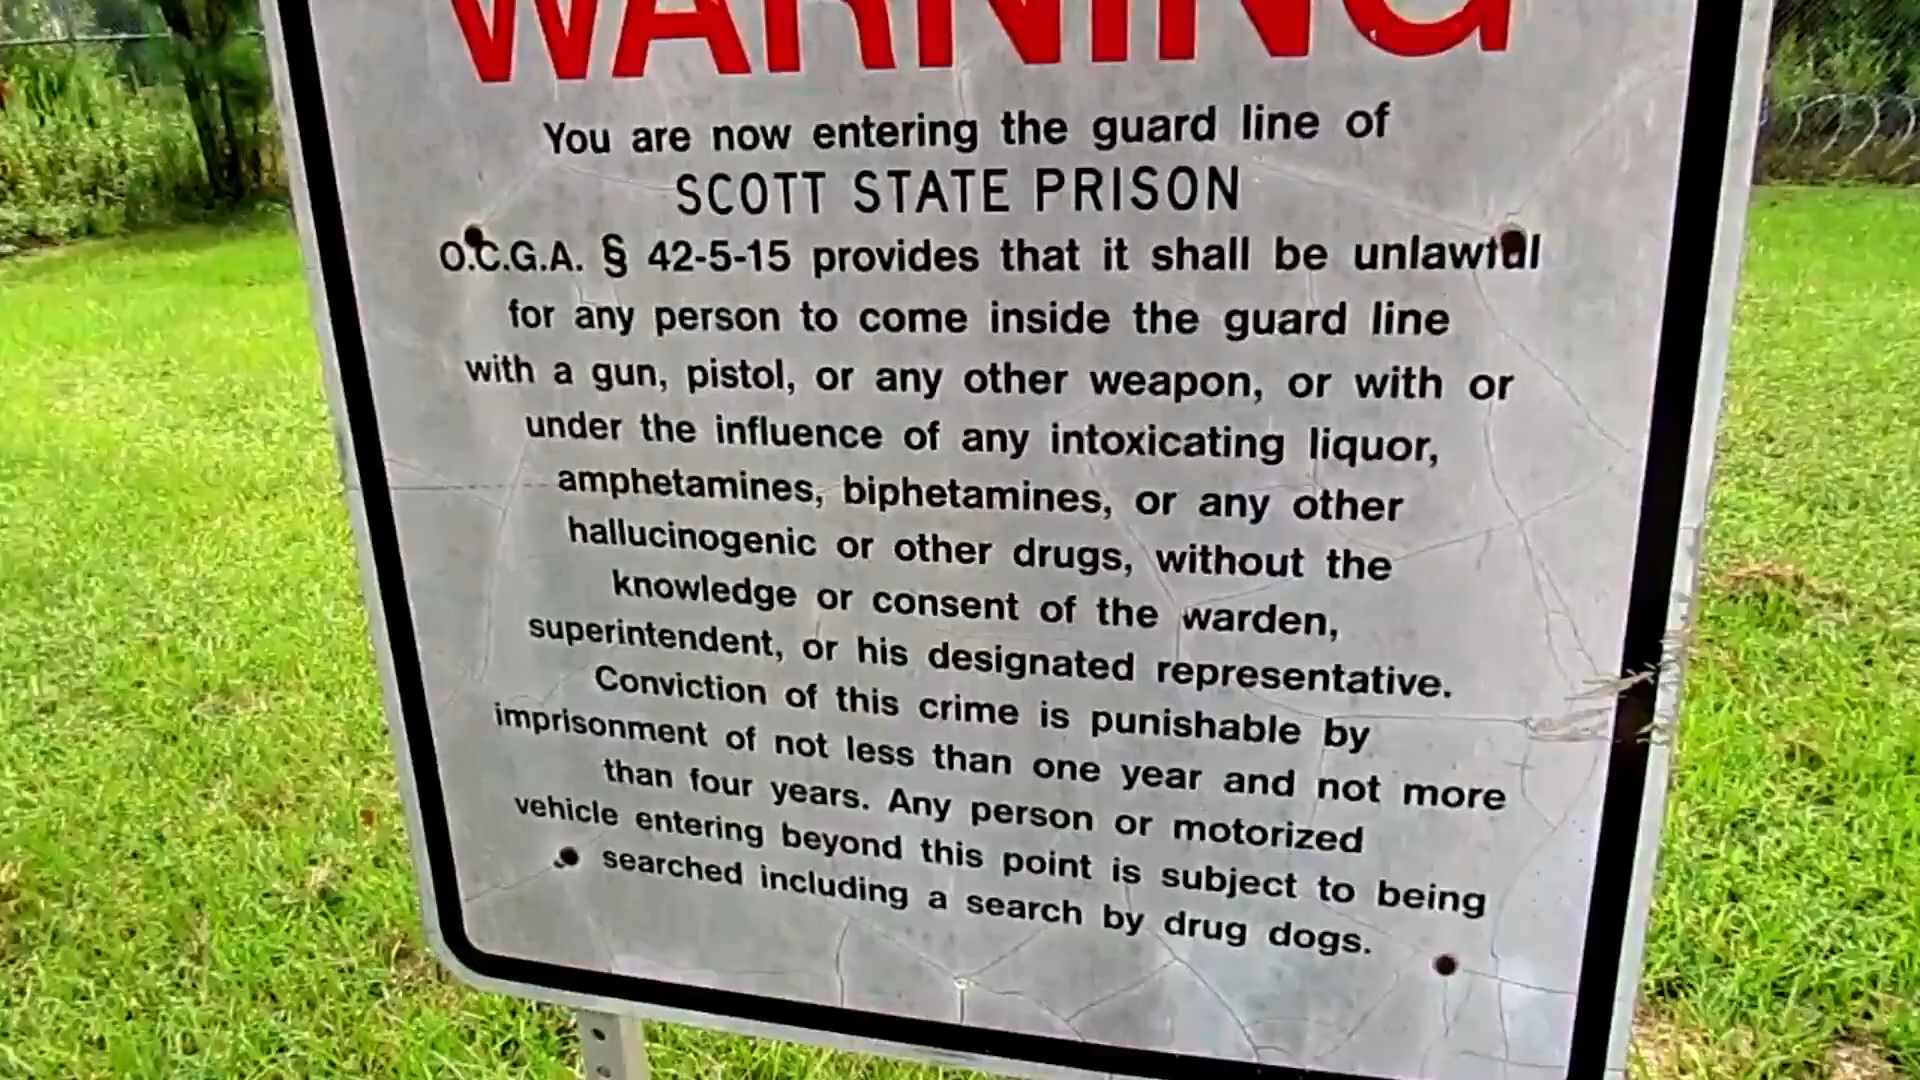 WARNING
You are now entering the guard line of
SCOTT STATE PRISON
O.C.G.A. § 42-5-15 provides that it shall be unlawful
for any person to come inside the guard line
with a gun, pistol, or any other weapon, or with or
under the influence of any intoxicating liquor,
amphetamines, biphetamines, or any other
hallucinogenic or other drugs, without the
knowledge or consent of the warden,
superintendent, or his designated representative.
Conviction of this crime is punishable by
imprisonment of not less than one year and not more
than four years. Any person or motorized
vehicle entering beyond this point is subject to being
searched including a search by drug dogs.